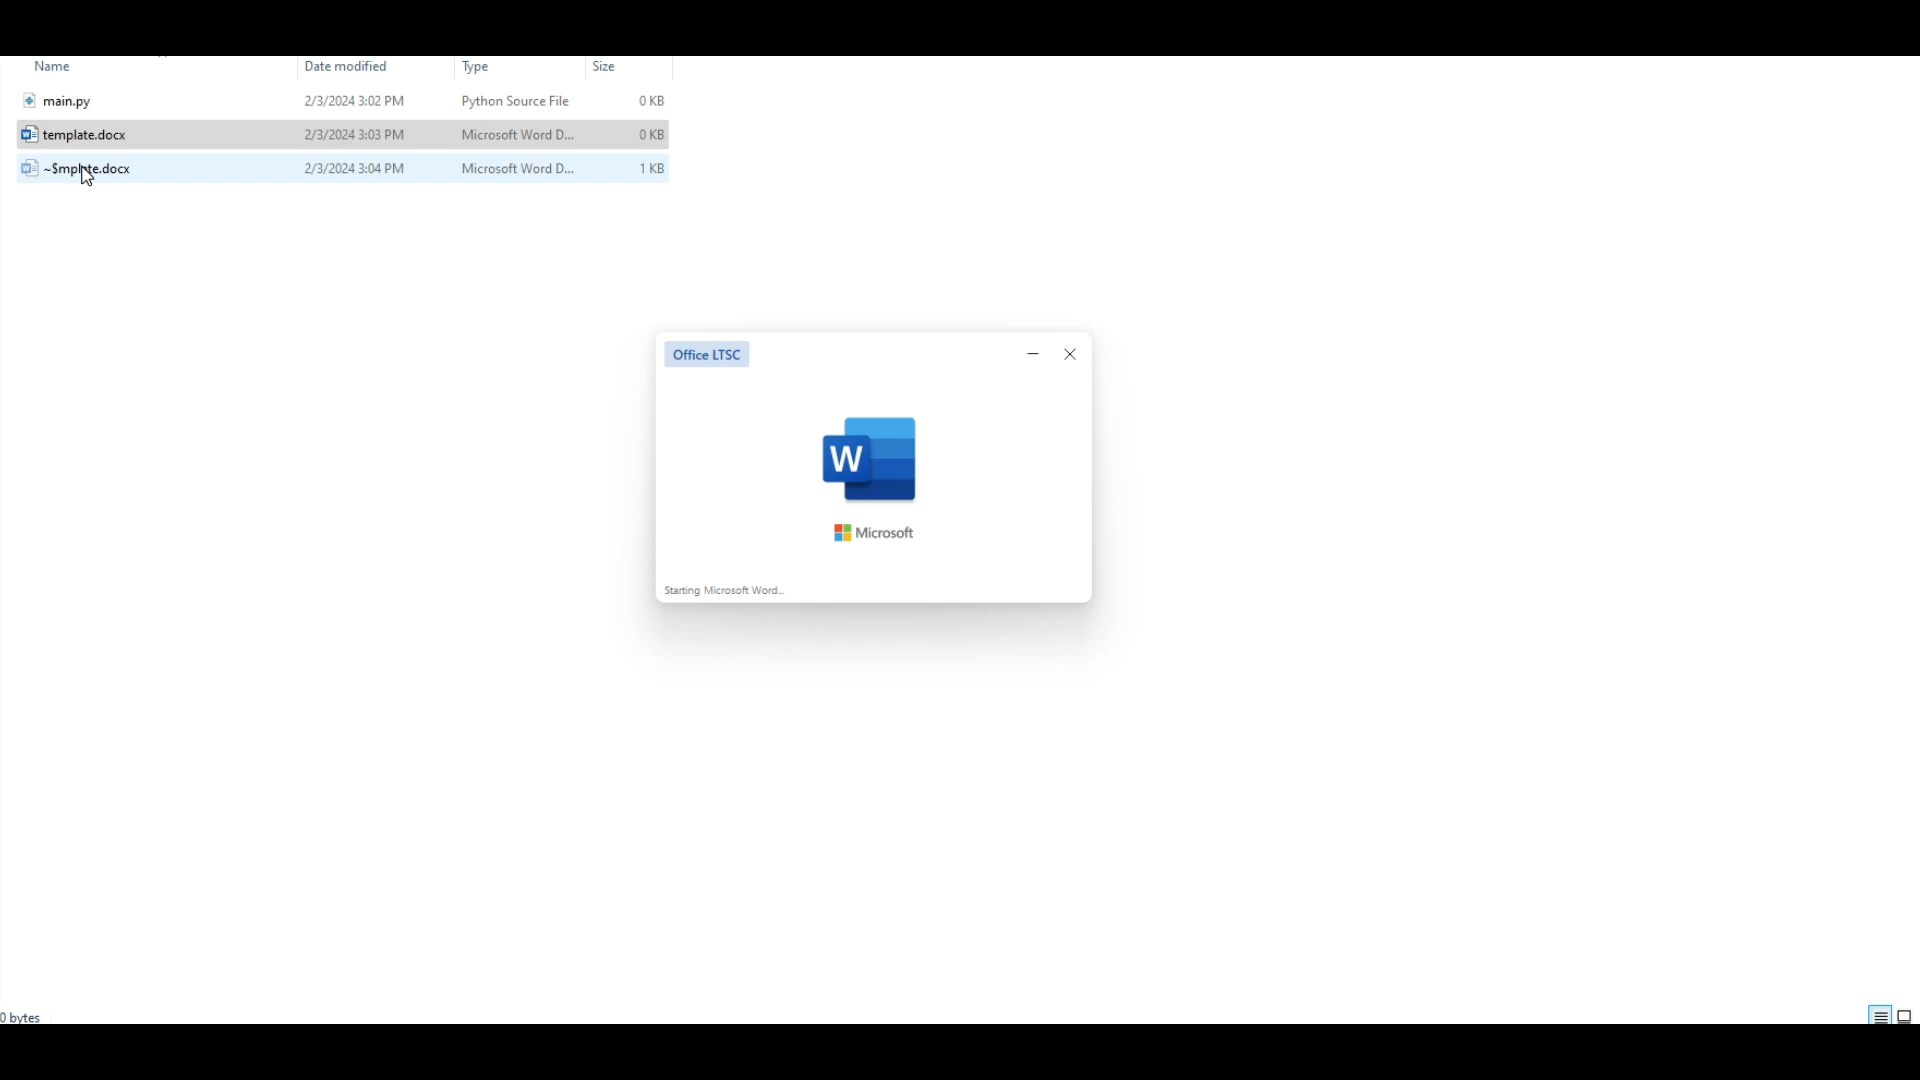 Name Date modified Type Size
main.py 2/3/2024 3:02 PM Python Source File 0 KB
template.docx 2/3/2024 3:03 PM Microsoft Word D... 0 KB
~$mplate.docx 2/3/2024 3:04 PM Microsoft Word D... 1 KB
Office LTSC
W
Microsoft
Starting Microsoft Word...
0 bytes